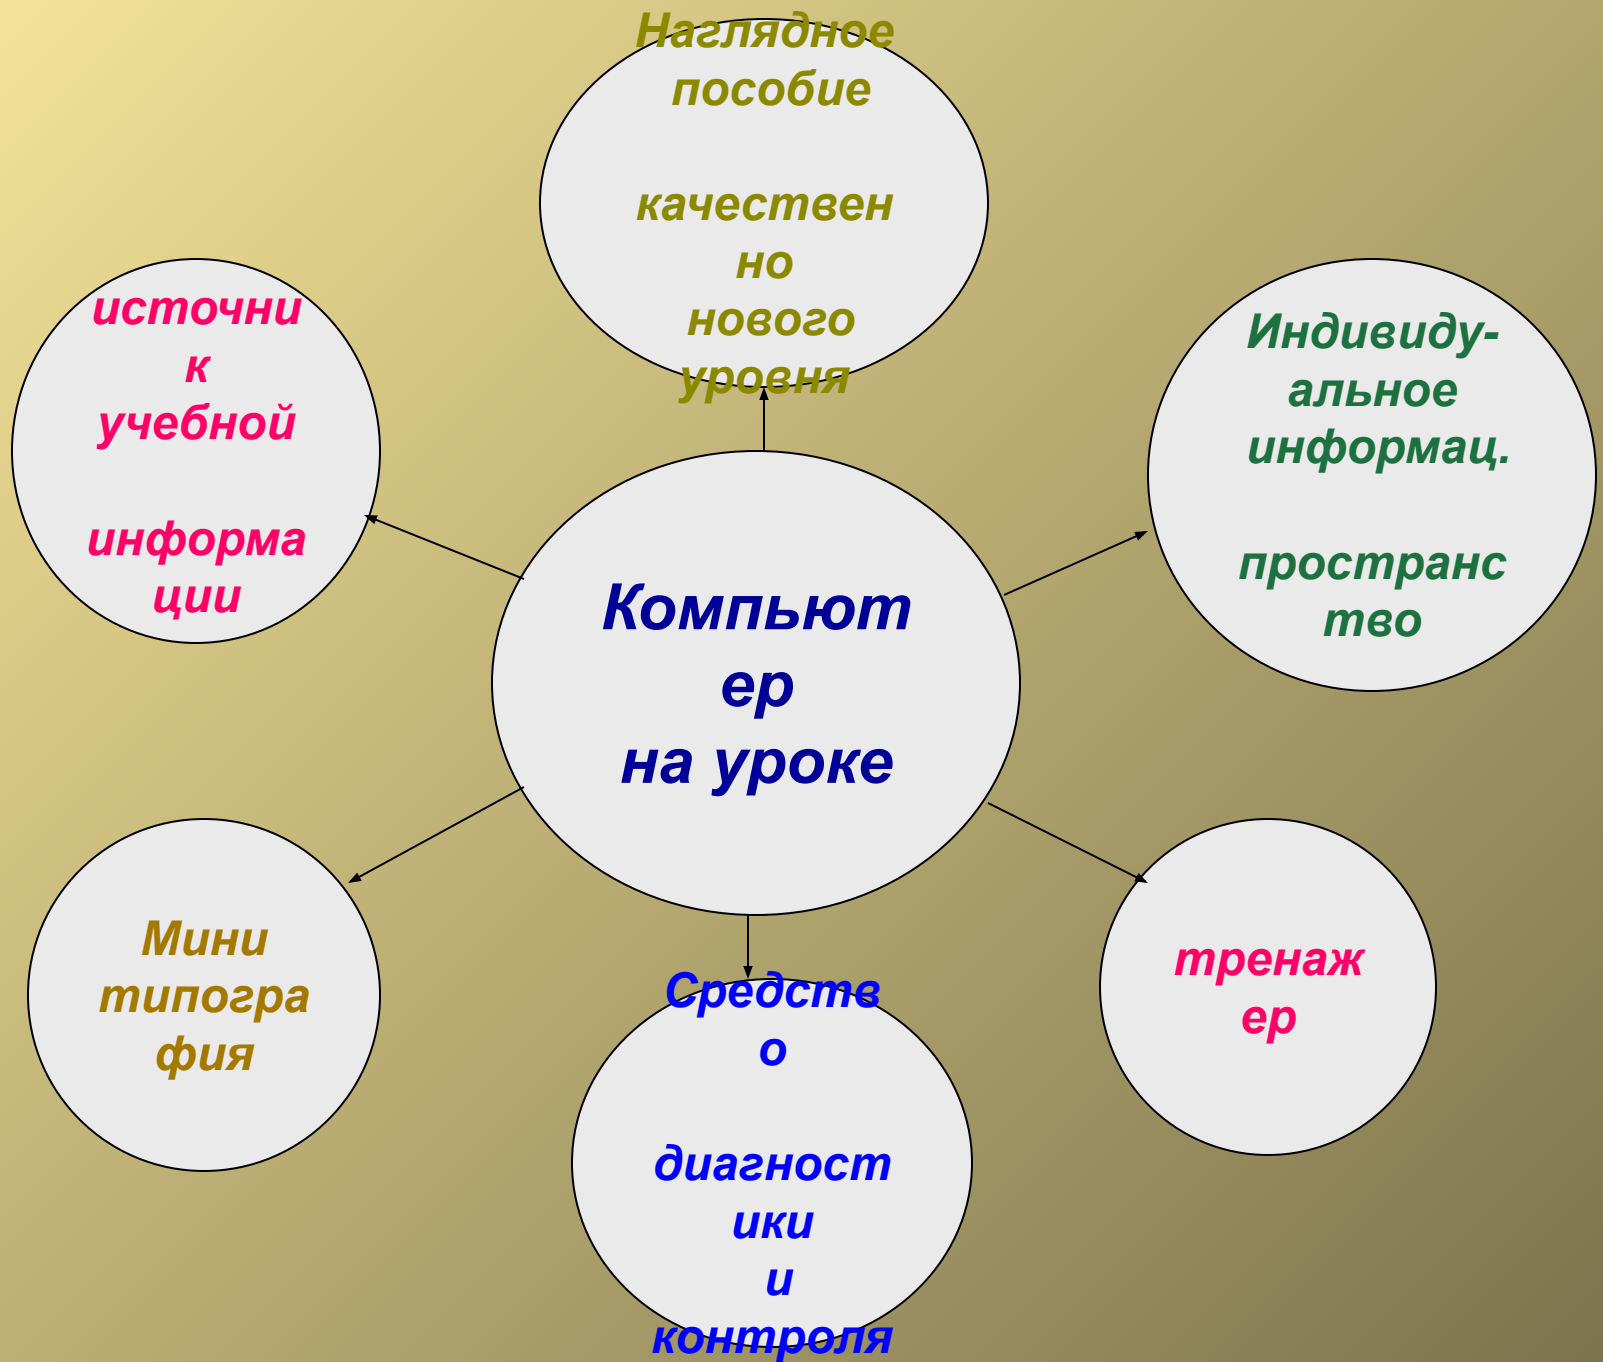 Наглядное
пособие
качествен
но
нового
уровня
источни
к
учебной
информа
ции
Индивиду-
альное
информац.
пространс
тво
Компьют
ер
на уроке
Мини
типогра
фия
тренаж
ер
Средств
о
диагност
ики
и
контроля